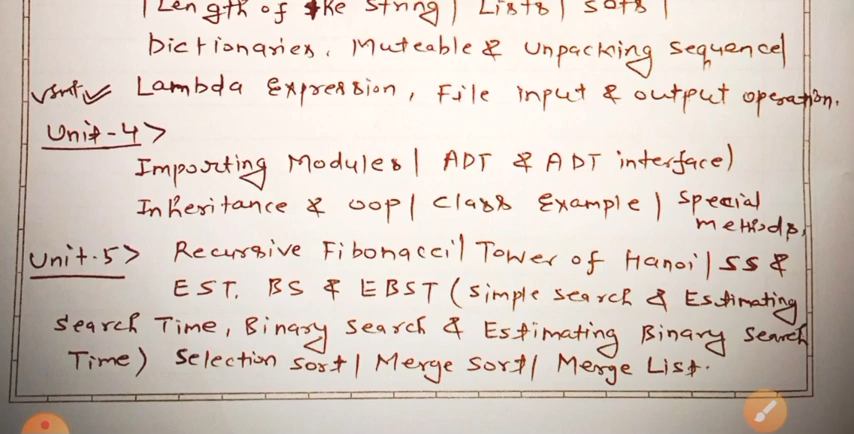 | Length of the string | Lists | sets |
Dictionaries, Muteable & Unpacking Sequence|
Lambda Expression, File input & output operation.
Unit-4>
Importing Modules | ADT & ADT interface)
Inheritance & OOP | Class Example | Special
methods,
Unit-5> Recursive Fibonacci | Tower of Hanoi | SS &
EST, BS & EBST (Simple Search & Estimating
Search Time, Binary Search & Estimating Binary Search
Time) Selection Sort | Merge Sort | Merge List.